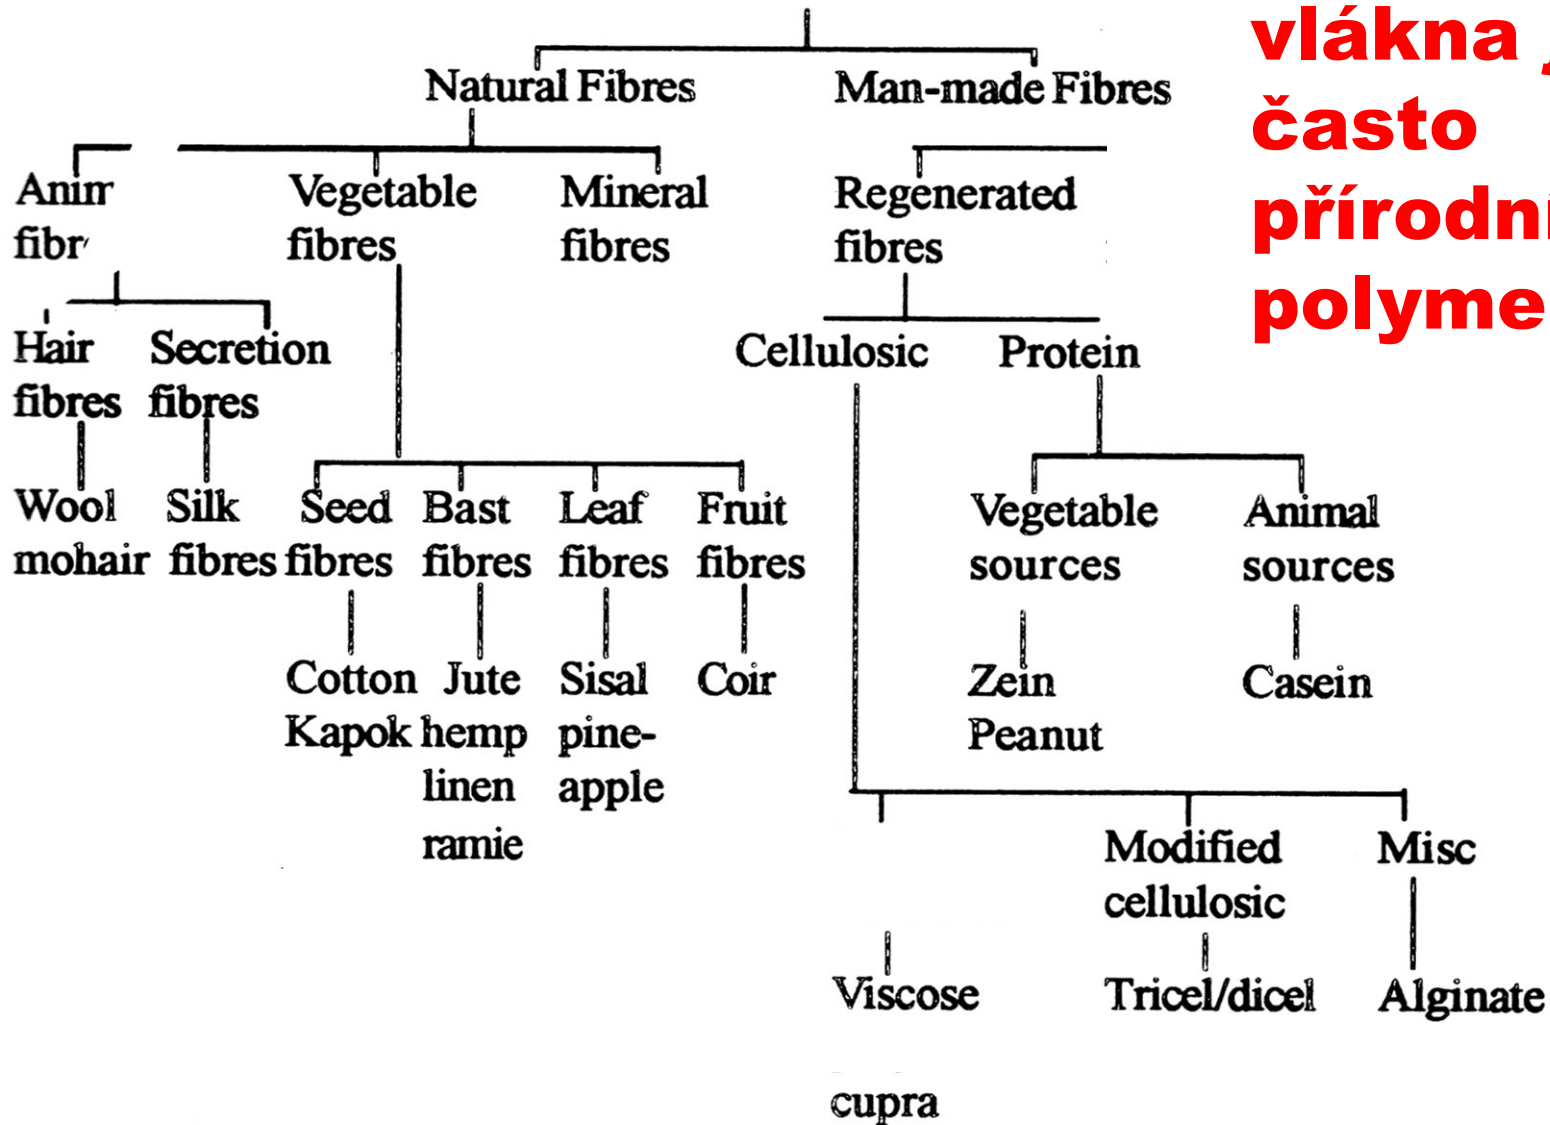 vlákna
často
přírodní
polyme
Natural Fibres Man-made Fibres
Vegetable
fibres
Mineral
fibres
Regenerated
fibres
Hair
fibres
Secretion
fibres
Cellulosic Protein
Wool
mohair
Silk
fibres
Seed
fibres
Bast
fibres
Leaf
fibres
Fruit
fibres
Vegetable
sources
Animal
sources
Cotton
Kapok
Jute
hemp
linen
ramie
Sisal
pine-
apple
Coir
Zein
Peanut
Casein
Modified
cellulosic
Misc
Viscose
Tricel/dicel
Alginate
cupra